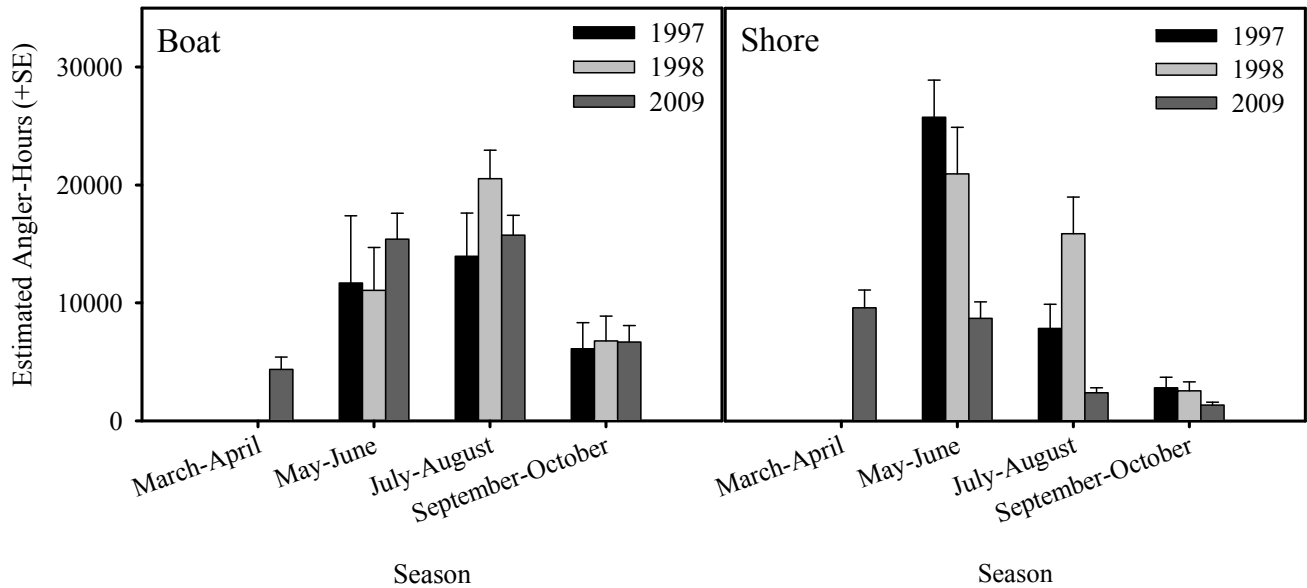 Estimated Angler-Hours (+SE)
30000
20000
10000
0
Boat
1997
1998
2009
March-April
May-June
July-August
September-October
Season
Shore
1997
1998
2009
March-April
May-June
July-August
September-October
Season